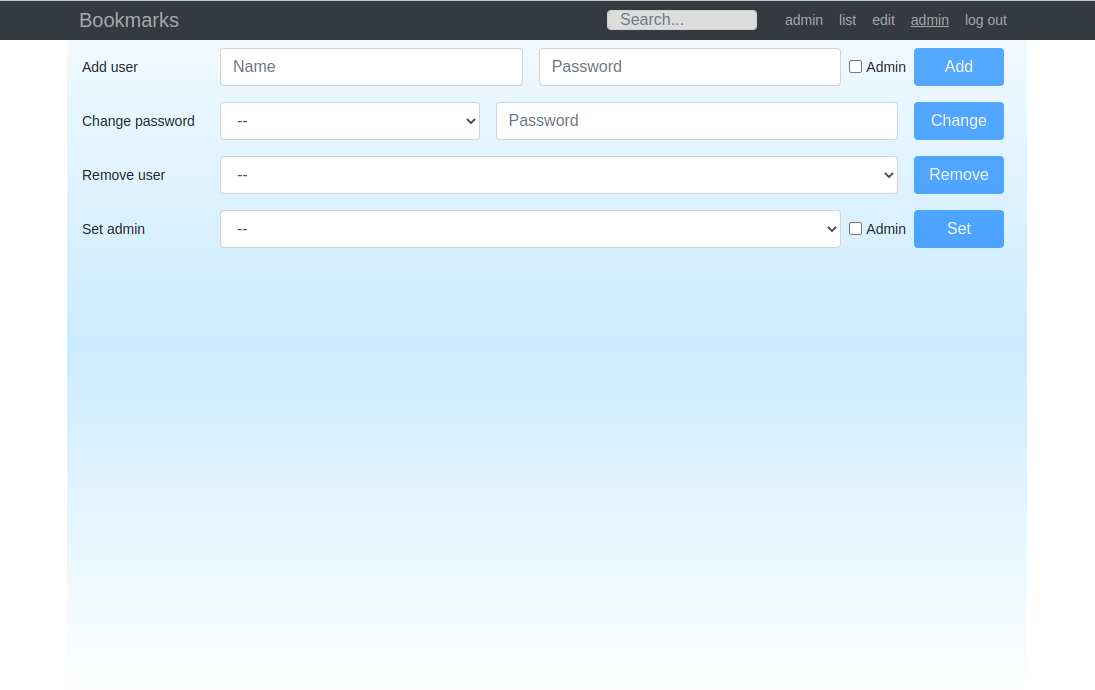 Bookmarks Search... admin list edit admin log out
Add user Name Password Admin Add
Change password -- Password Change
Remove user -- Remove
Set admin -- Admin Set